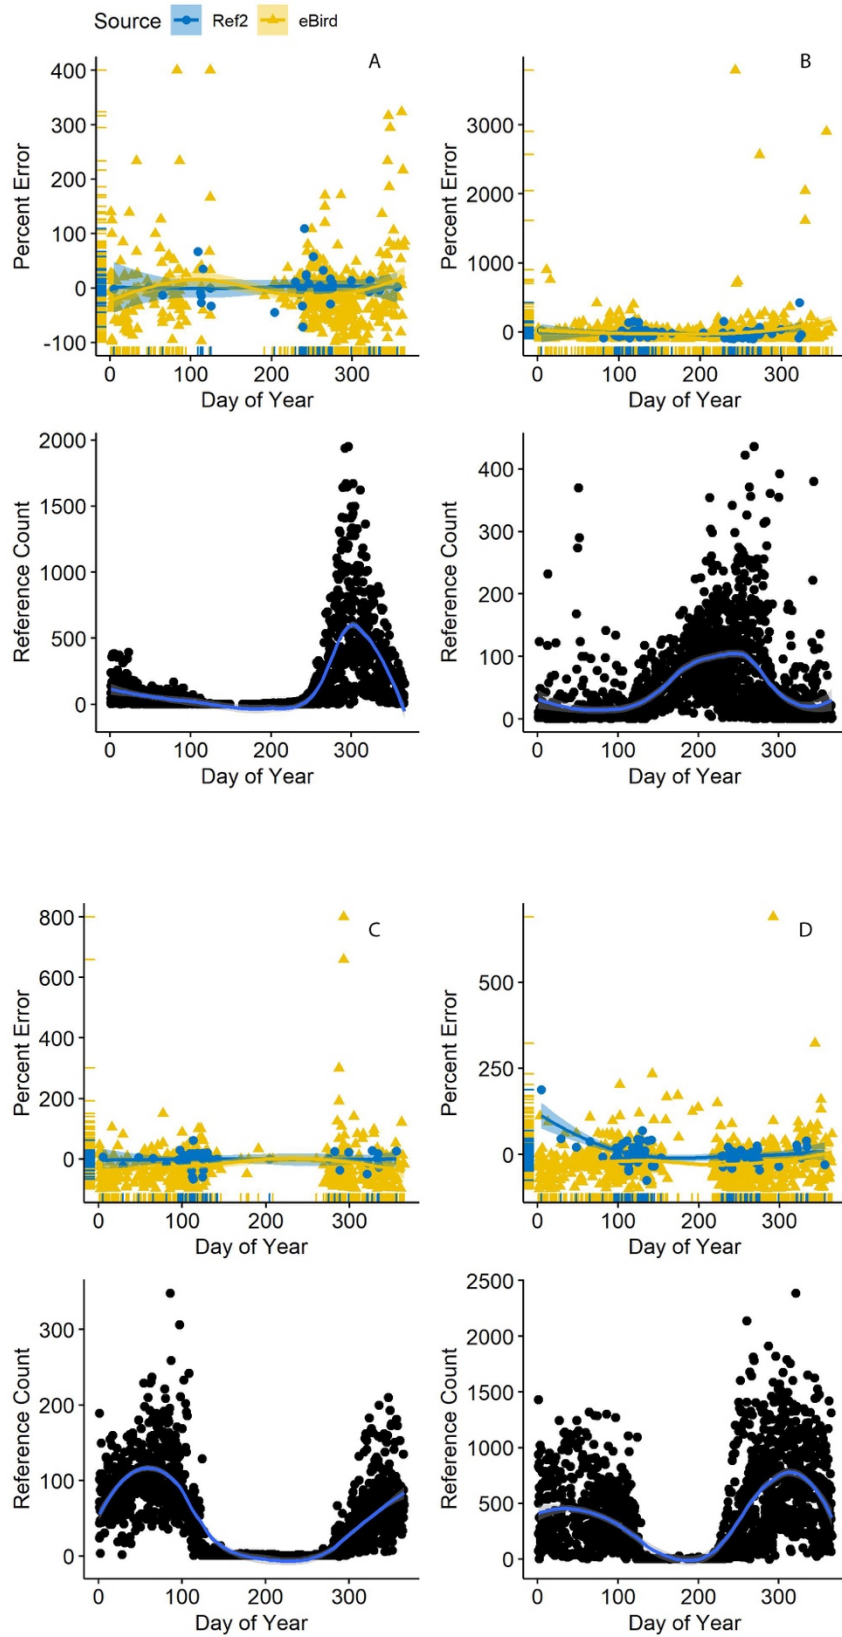 Source Ref2 eBird
A
400
300
200
100
0
-100
Percent Error
0 100 200 300
Day of Year
B
3000
2000
1000
0
Percent Error
0 100 200 300
Day of Year
2000
1500
1000
500
0
Reference Count
0 100 200 300
Day of Year
400
300
200
100
0
Reference Count
0 100 200 300
Day of Year
C
800
600
400
200
0
Percent Error
0 100 200 300
Day of Year
D
500
250
0
Percent Error
0 100 200 300
Day of Year
300
200
100
0
Reference Count
0 100 200 300
Day of Year
2500
2000
1500
1000
500
0
Reference Count
0 100 200 300
Day of Year